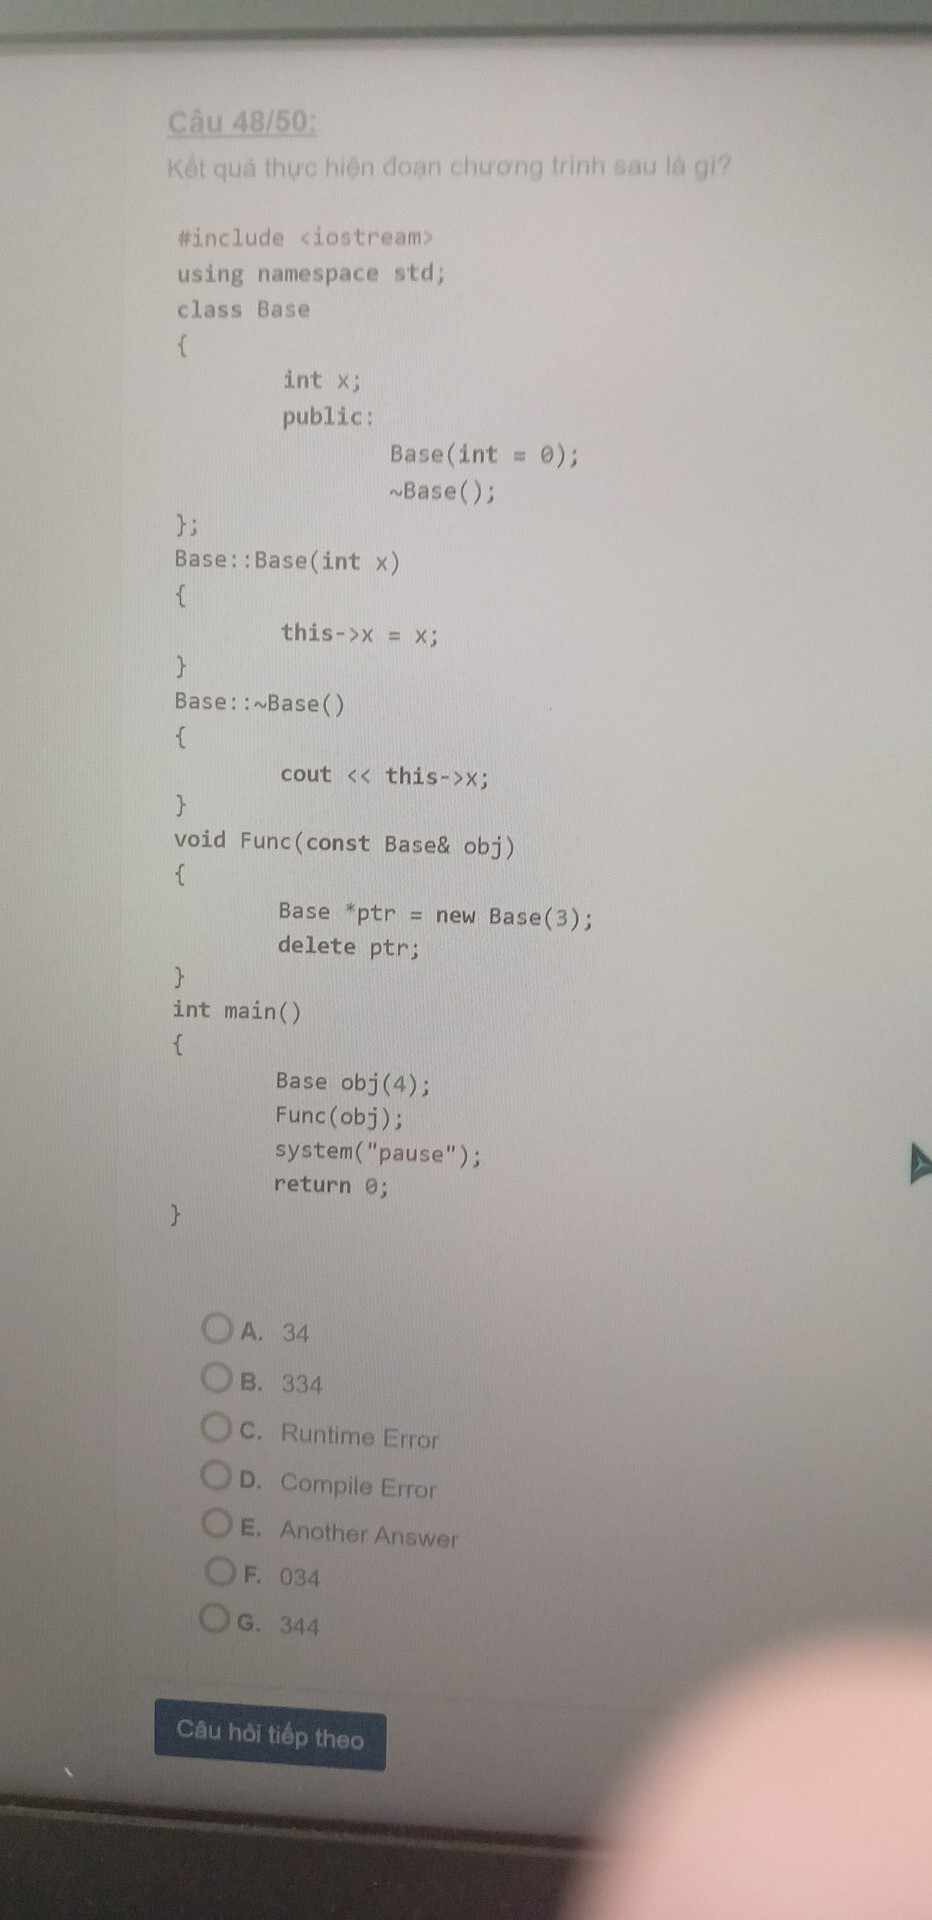 Câu 48/50:
Kết quả thực hiện đoạn chương trình sau là gì?
#include <iostream>
using namespace std;
class Base
{
int x;
public:
Base(int = 0);
~Base();
};
Base::Base(int x)
{
this->x = x;
}
Base::~Base()
{
cout << this->x;
}
void Func(const Base& obj)
{
Base *ptr = new Base(3);
delete ptr;
}
int main()
{
Base obj(4);
Func(obj);
system("pause");
return 0;
}
A. 34
B. 334
C. Runtime Error
D. Compile Error
E. Another Answer
F. 034
G. 344
Câu hỏi tiếp theo